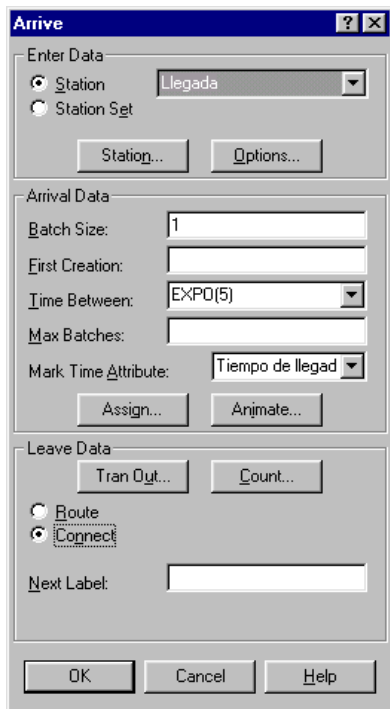 Arrive
Enter Data
Station Llegada
Station Set
Station... Options...
Arrival Data
Batch Size: 1
First Creation:
Time Between: EXPO(5)
Max Batches:
Mark Time Attribute: Tiempo de llegad
Assign... Animate...
Leave Data
Tran Out... Count...
Route
Connect
Next Label:
OK Cancel Help